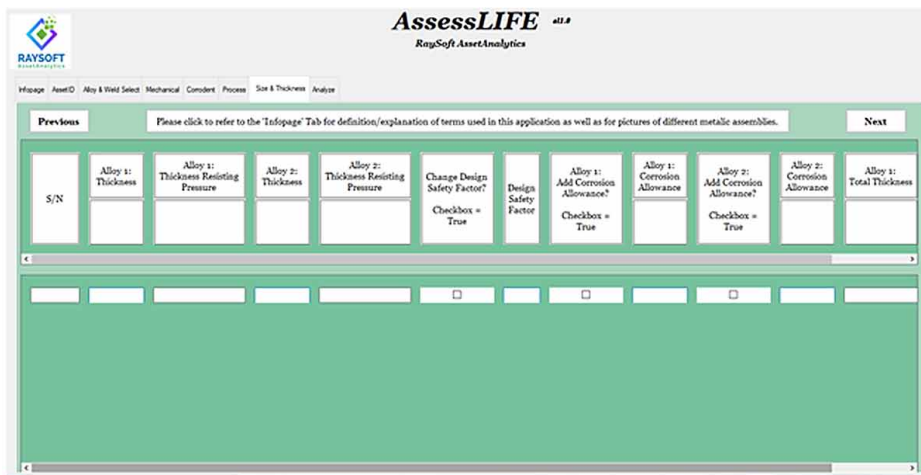 AssessLIFE al1.0
RaySoft AssetAnalytics
RAYSOFT
AssetAnalytics
Infopage AssetID Alloy & Weld Select Mechanical Corrodent Process Size & Thickness Analyze
Previous
Please click to refer to the 'Infopage' Tab for definition/explanation of terms used in this application as well as for pictures of different metalic assemblies.
Next
S/N
Alloy 1:
Thickness
Alloy 1:
Thickness Resisting
Pressure
Alloy 2:
Thickness
Alloy 2:
Thickness Resisting
Pressure
Change Design
Safety Factor?
Checkbox =
True
Design
Safety
Factor
Alloy 1:
Add Corrosion
Allowance?
Checkbox =
True
Alloy 1:
Corrosion
Allowance
Alloy 2:
Add Corrosion
Allowance?
Checkbox =
True
Alloy 2:
Corrosion
Allowance
Alloy 1:
Total Thickness